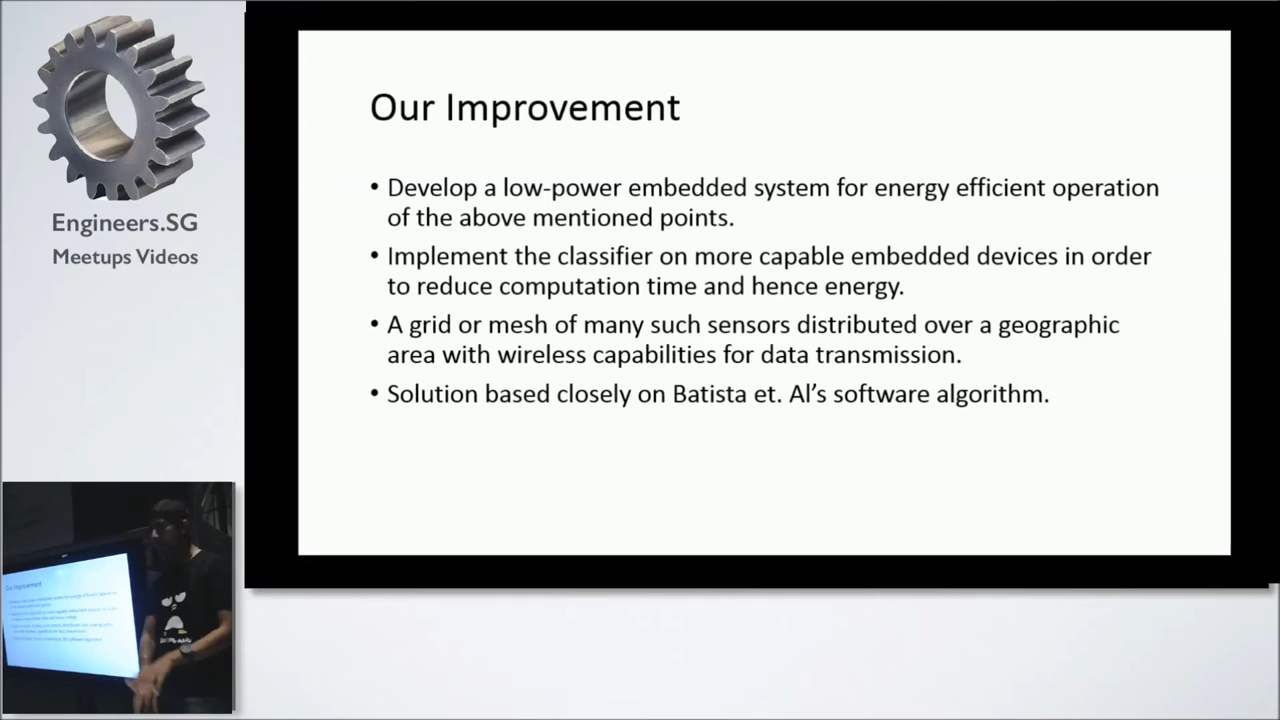 Engineers.SG
Meetups Videos
Our Improvement
• Develop a low-power embedded system for energy efficient operation
of the above mentioned points.
• Implement the classifier on more capable embedded devices in order
to reduce computation time and hence energy.
• A grid or mesh of many such sensors distributed over a geographic
area with wireless capabilities for data transmission.
• Solution based closely on Batista et. Al’s software algorithm.
Our Improvement